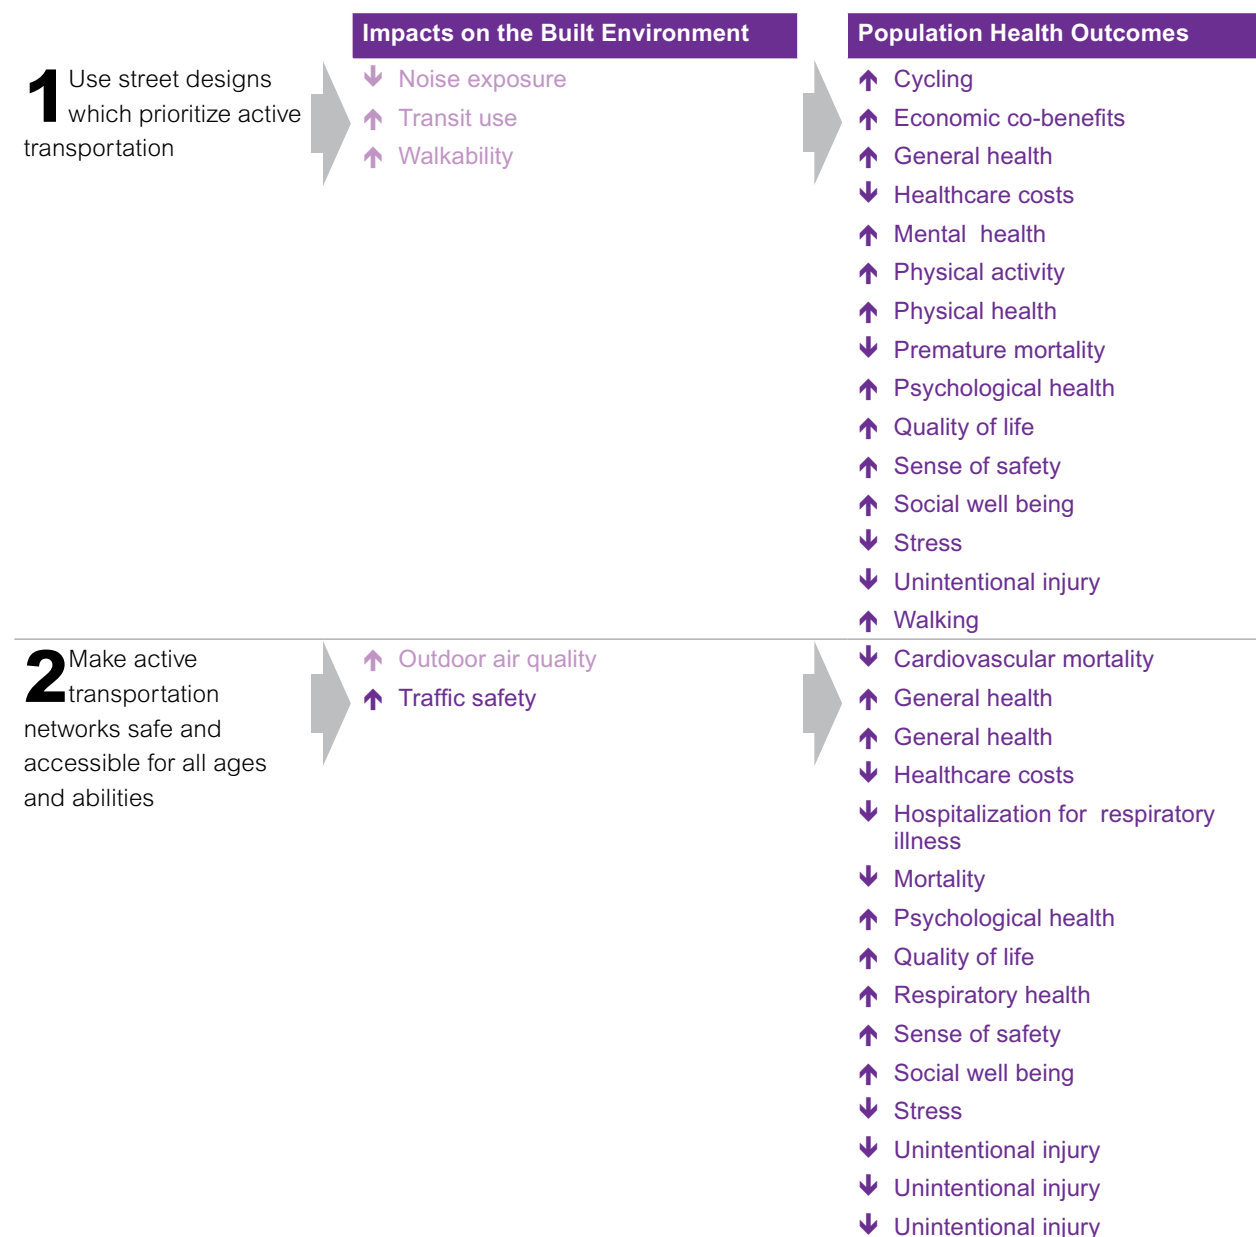 Impacts on the Built Environment
Population Health Outcomes
1 Use street designs
which prioritize active
transportation
↓ Noise exposure
↑ Transit use
↑ Walkability
↑ Cycling
↑ Economic co-benefits
↑ General health
↓ Healthcare costs
↑ Mental health
↑ Physical activity
↑ Physical health
↓ Premature mortality
↑ Psychological health
↑ Quality of life
↑ Sense of safety
↑ Social well being
↓ Stress
↓ Unintentional injury
↑ Walking
2 Make active
transportation
networks safe and
accessible for all ages
and abilities
↑ Outdoor air quality
↑ Traffic safety
↓ Cardiovascular mortality
↑ General health
↑ General health
↓ Healthcare costs
↓ Hospitalization for respiratory
illness
↓ Mortality
↑ Psychological health
↑ Quality of life
↑ Respiratory health
↑ Sense of safety
↑ Social well being
↓ Stress
↓ Unintentional injury
↓ Unintentional injury
↓ Unintentional injury